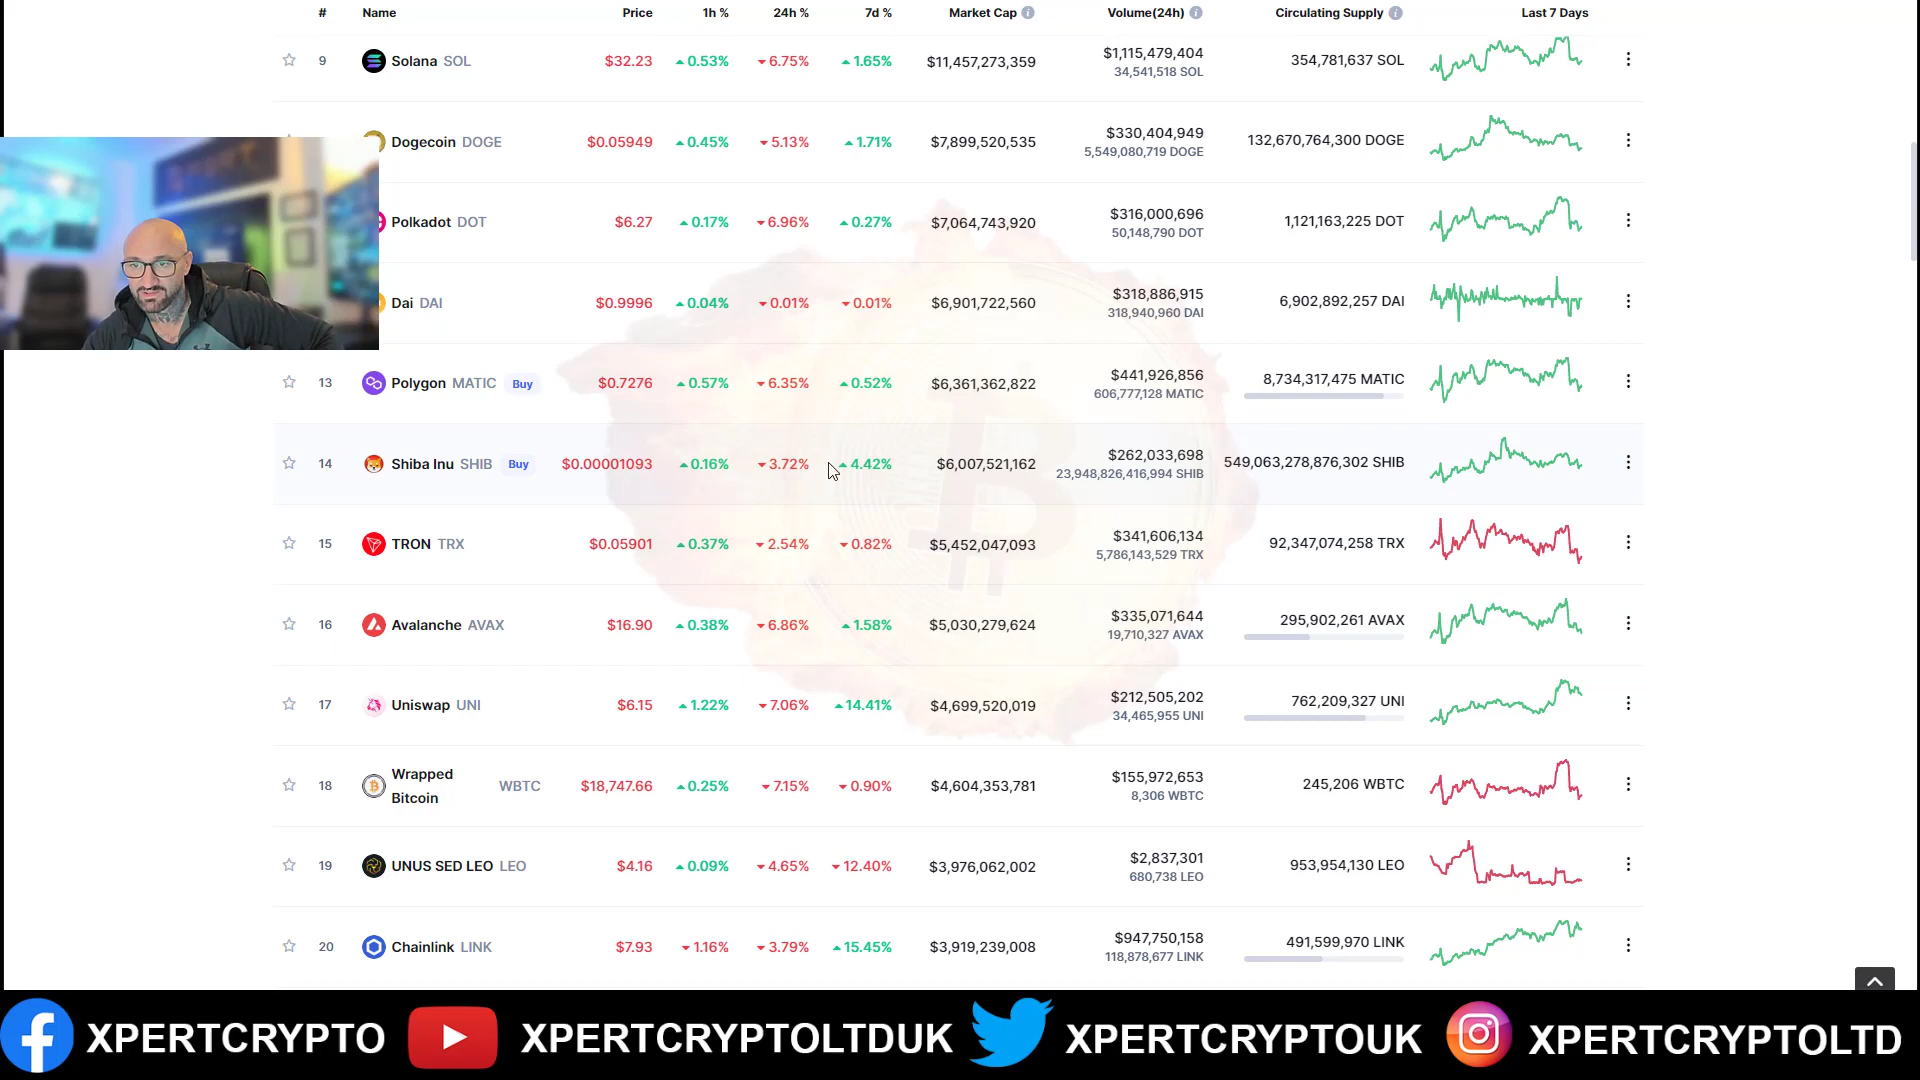 # Name Price 1h % 24h % 7d % Market Cap Volume(24h) Circulating Supply Last 7 Days
9 Solana SOL $32.23 0.53% 6.75% 1.65% $11,457,273,359 $1,115,479,404 354,781,637 SOL
34,541,518 SOL
Dogecoin DOGE $0.05949 0.45% 5.13% 1.71% $7,899,520,535 $330,404,949 132,670,764,300 DOGE
5,549,080,719 DOGE
Polkadot DOT $6.27 0.17% 6.96% 0.27% $7,064,743,920 $316,000,696 1,121,163,225 DOT
50,148,790 DOT
Dai DAI $0.9996 0.04% 0.01% 0.01% $6,901,722,560 $318,886,915 6,902,892,257 DAI
318,940,960 DAI
13 Polygon MATIC Buy $0.7276 0.57% 6.35% 0.52% $6,361,362,822 $441,926,856 8,734,317,475 MATIC
606,777,128 MATIC
14 Shiba Inu SHIB Buy $0.00001093 0.16% 3.72% 4.42% $6,007,521,162 $262,033,698 549,063,278,876,302 SHIB
23,948,826,416,994 SHIB
15 TRON TRX $0.05901 0.37% 2.54% 0.82% $5,452,047,093 $341,606,134 92,347,074,258 TRX
5,786,143,529 TRX
16 Avalanche AVAX $16.90 0.38% 6.86% 1.58% $5,030,279,624 $335,071,644 295,902,261 AVAX
19,710,327 AVAX
17 Uniswap UNI $6.15 1.22% 7.06% 14.41% $4,699,520,019 $212,505,202 762,209,327 UNI
34,465,955 UNI
18 Wrapped Bitcoin WBTC $18,747.66 0.25% 7.15% 0.90% $4,604,353,781 $155,972,653 245,206 WBTC
8,306 WBTC
19 UNUS SED LEO LEO $4.16 0.09% 4.65% 12.40% $3,976,062,002 $2,837,301 953,954,130 LEO
680,738 LEO
20 Chainlink LINK $7.93 1.16% 3.79% 15.45% $3,919,239,008 $947,750,158 491,599,970 LINK
118,878,677 LINK
XPERTCRYPTO XPERTCRYPTOLTDUK XPERTCRYPTOUK XPERTCRYPTOLTD